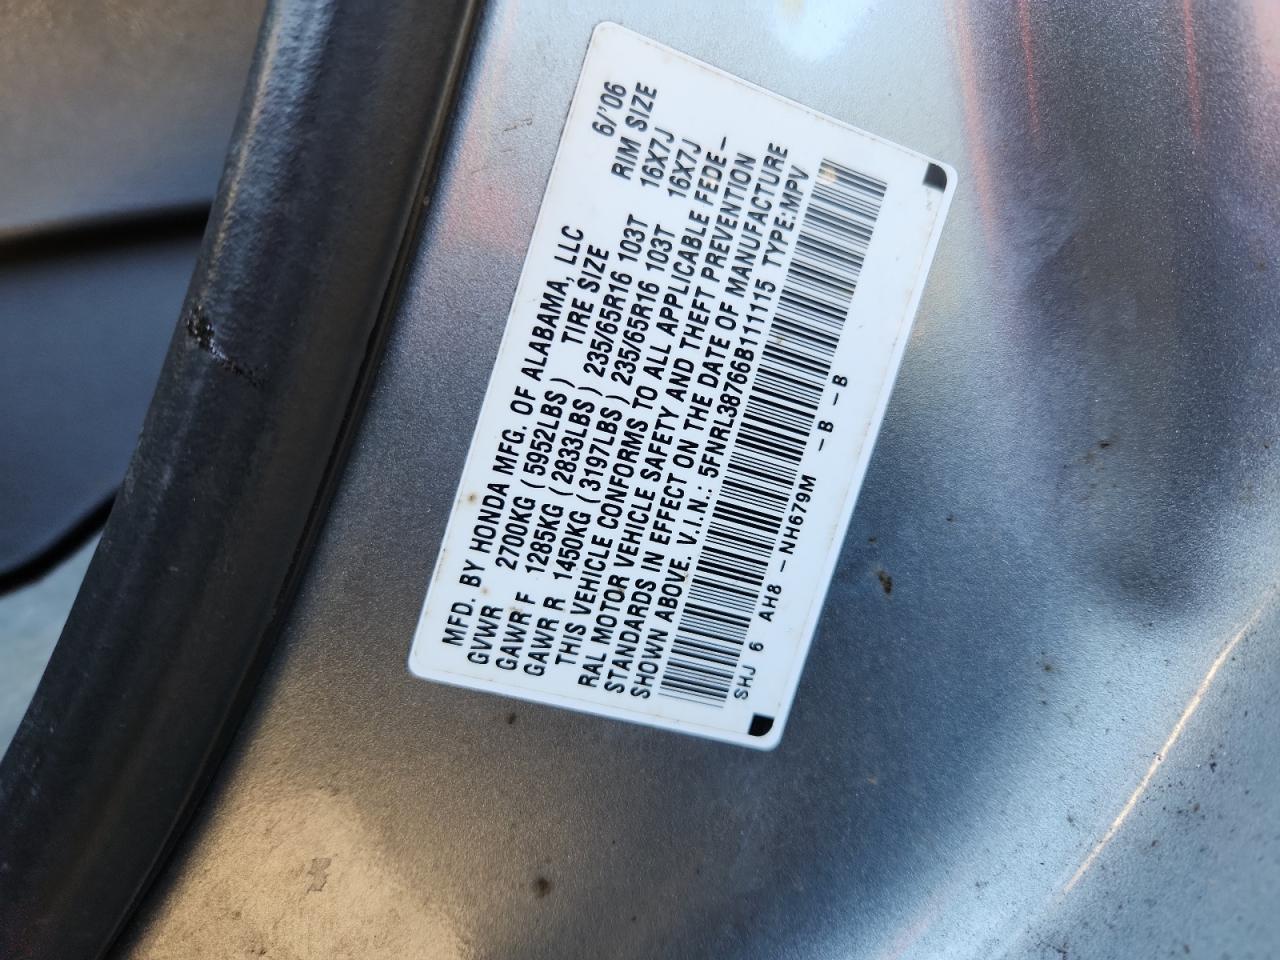 MFD. BY HONDA MFG. OF ALABAMA, LLC 6/'06
GVWR 2700KG (5952LBS) TIRE SIZE RIM SIZE
GAWR F 1285KG (2833LBS) 235/65R16 103T 16X7J
GAWR R 1450KG (3197LBS) 235/65R16 103T 16X7J
THIS VEHICLE CONFORMS TO ALL APPLICABLE FEDE-
RAL MOTOR VEHICLE SAFETY AND THEFT PREVENTION
STANDARDS IN EFFECT ON THE DATE OF MANUFACTURE
SHOWN ABOVE. V.I.N.: 5FNRL38766B111115 TYPE:MPV
SHJ 6 AH8 -NH679M -B -B